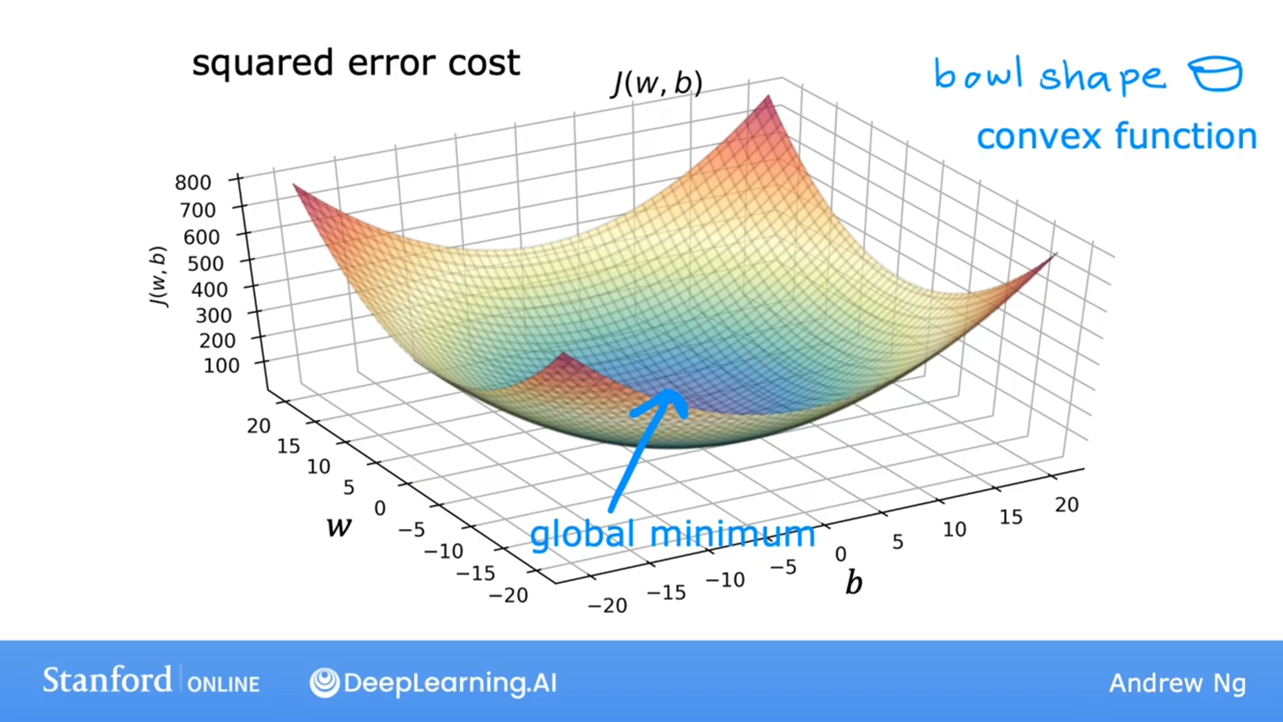 squared error cost
J(w, b)
bowl shape
convex function
J(w, b)
800
700
600
500
400
300
200
100
20
15
10
5
0
−5
−10
−15
−20
w
global minimum
−20
−15
−10
−5
0
5
10
15
20
b
Stanford ONLINE
DeepLearning.AI
Andrew Ng